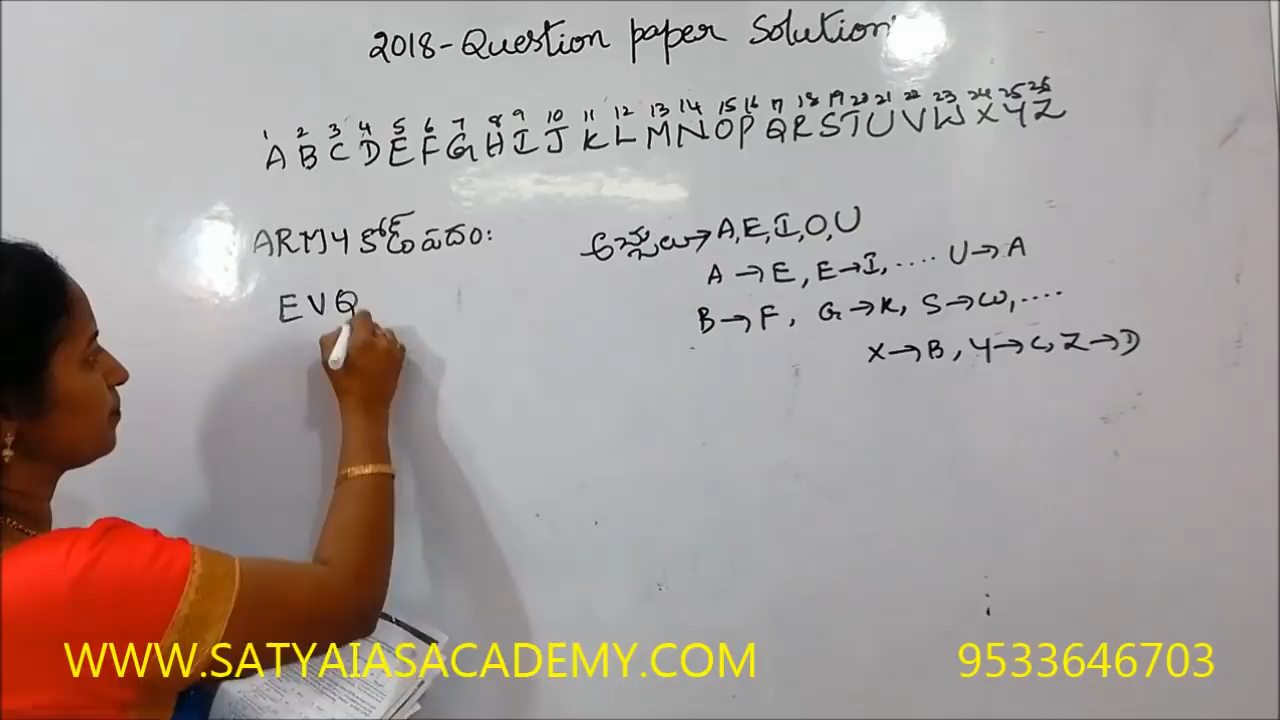 2018-Question paper Solution
1 2 3 4 5 6 7 8 9 10 11 12 13 14 15 16 17 18 19 20 21 22 23 24 25 26
A B C D E F G H I J K L M N O P Q R S T U V W X Y Z
ARMY కోడ్ పదం:
E V Q
అచ్చులు→A,E,I,O,U
A→E, E→I, .... U→A
B→F, G→K, S→W, ....
X→B, Y→C, Z→D
WWW.SATYAIASACADEMY.COM
9533646703